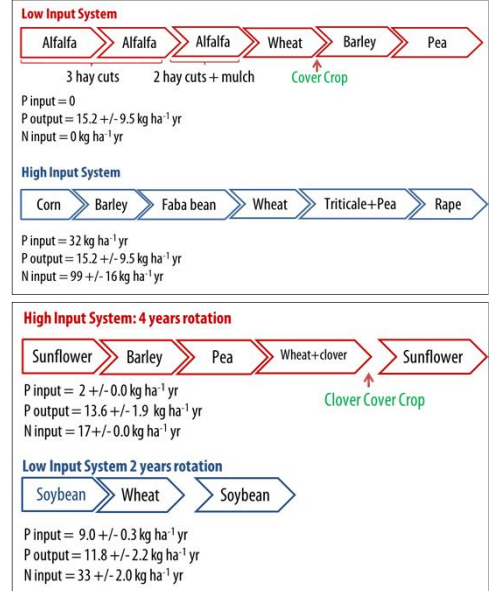 Low Input System
Alfalfa Alfalfa Alfalfa Wheat Barley Pea
3 hay cuts 2 hay cuts + mulch Cover Crop
P input = 0
P output = 15.2 +/- 9.5 kg ha⁻¹ yr
N input = 0 kg ha⁻¹ yr
High Input System
Corn Barley Faba bean Wheat Triticale+Pea Rape
P input = 32 kg ha⁻¹ yr
P output = 15.2 +/- 9.5 kg ha⁻¹ yr
N input = 99 +/- 16 kg ha⁻¹ yr
High Input System: 4 years rotation
Sunflower Barley Pea Wheat+clover Sunflower
Clover Cover Crop
P input = 2 +/- 0.0 kg ha⁻¹ yr
P output = 13.6 +/- 1.9 kg ha⁻¹ yr
N input = 17+/- 0.0 kg ha⁻¹ yr
Low Input System 2 years rotation
Soybean Wheat Soybean
P input = 9.0 +/- 0.3 kg ha⁻¹ yr
P output = 11.8 +/- 2.2 kg ha⁻¹ yr
N input = 33 +/- 2.0 kg ha⁻¹ yr